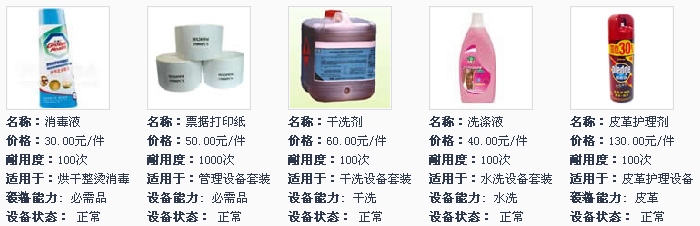 名称：消毒液
价格：30.00元/件
耐用度：100次
适用于：烘干整烫消毒
装备能力：必需品
设备状态： 正常
名称：票据打印纸
价格：50.00元/件
耐用度：1000次
适用于：管理设备套装
设备能力：必需品
设备状态： 正常
名称：干洗剂
价格：60.00元/件
耐用度：100次
适用于：干洗设备套装
设备能力：干洗
设备状态： 正常
名称：洗涤液
价格：40.00元/件
耐用度：100次
适用于：水洗设备套装
设备能力：水洗
设备状态： 正常
30%
名称：皮革护理剂
价格：130.00元/件
耐用度：100次
适用于：皮革护理设备
设备能力：皮革
设备状态： 正常